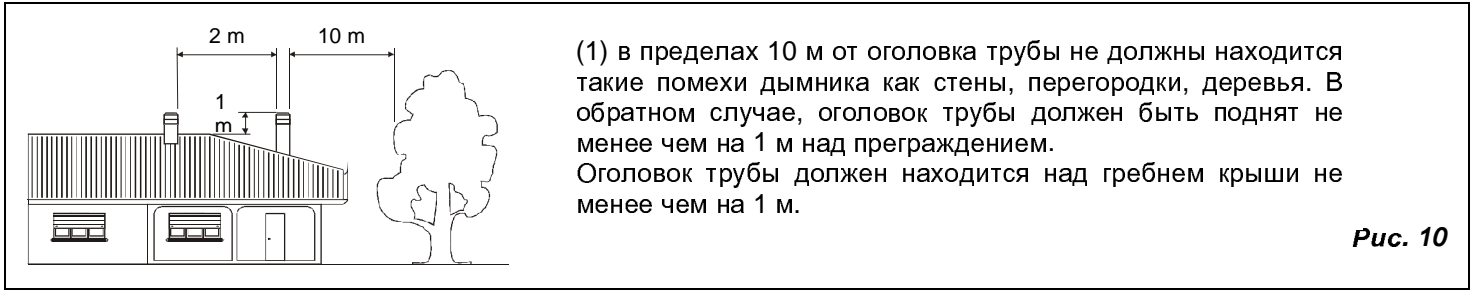 2 m
10 m
1
m
(1) в пределах 10 м от оголовка трубы не должны находится
такие помехи дымника как стены, перегородки, деревья. В
обратном случае, оголовок трубы должен быть поднят не
менее чем на 1 м над преграждением.
Оголовок трубы должен находится над гребнем крыши не
менее чем на 1 м.
Рис. 10